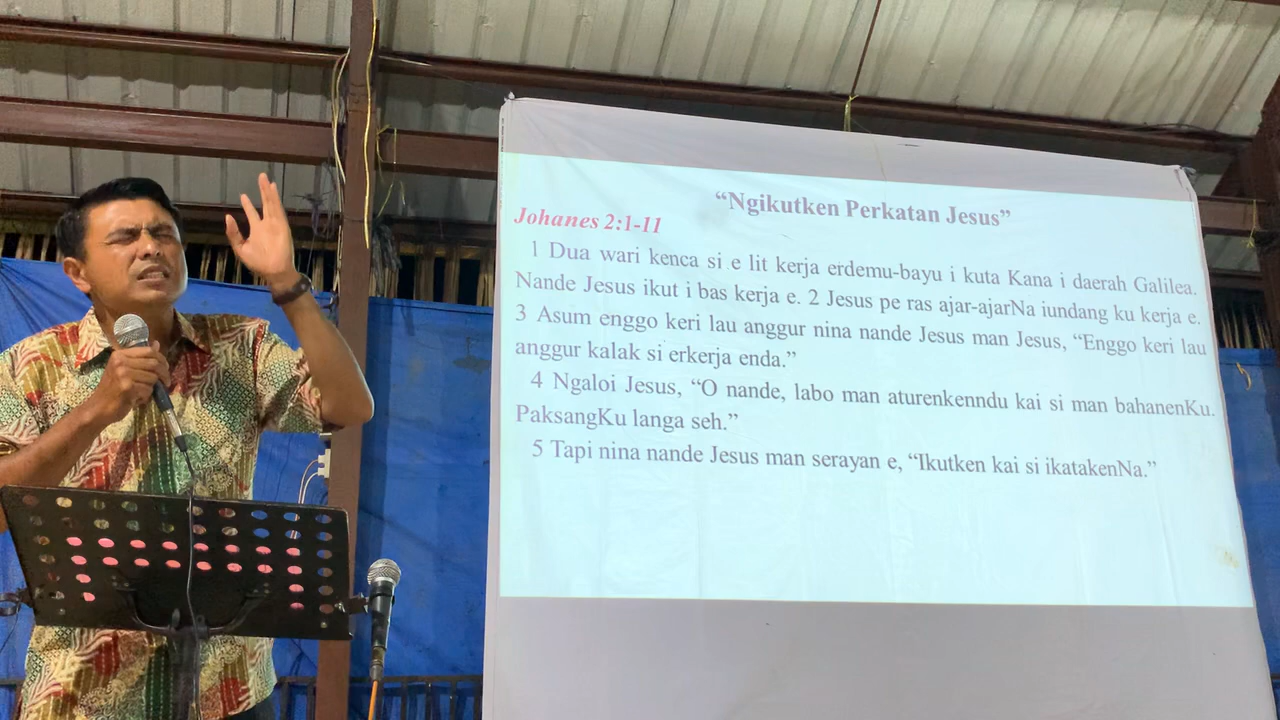 “Ngikutken Perkatan Jesus”
Johanes 2:1-11
1 Dua wari kenca si e lit kerja erdemu-bayu i kuta Kana i daerah Galilea.
Nande Jesus ikut i bas kerja e. 2 Jesus pe ras ajar-ajarNa iundang ku kerja e.
3 Asum enggo keri lau anggur nina nande Jesus man Jesus, “Enggo keri lau
anggur kalak si erkerja enda.”
4 Ngaloi Jesus, “O nande, labo man aturenkenndu kai si man bahanenKu.
PaksangKu langa seh.”
5 Tapi nina nande Jesus man serayan e, “Ikutken kai si ikatakenNa.”